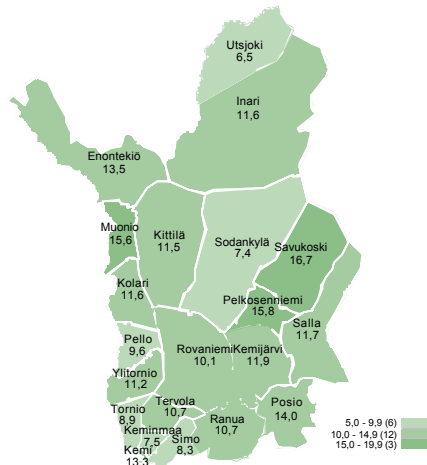 Utsjoki
6,5
Inari
11,6
Enontekiö
13,5
Muonio
15,6
Kittilä
11,5
Sodankylä
7,4
Savukoski
16,7
Kolari
11,6
Pelkosenniemi
15,8
Salla
11,7
Pello
9,6
Rovaniemi
10,1
Kemijärvi
11,9
Ylitornio
11,2
Tervola
10,7
Tornio
8,9
Posio
14,0
Ranua
10,7
Keminmaa
7,5
Simo
8,3
Kemi
13,3
5,0 - 9,9 (6)
10,0 - 14,9 (12)
15,0 - 19,9 (3)